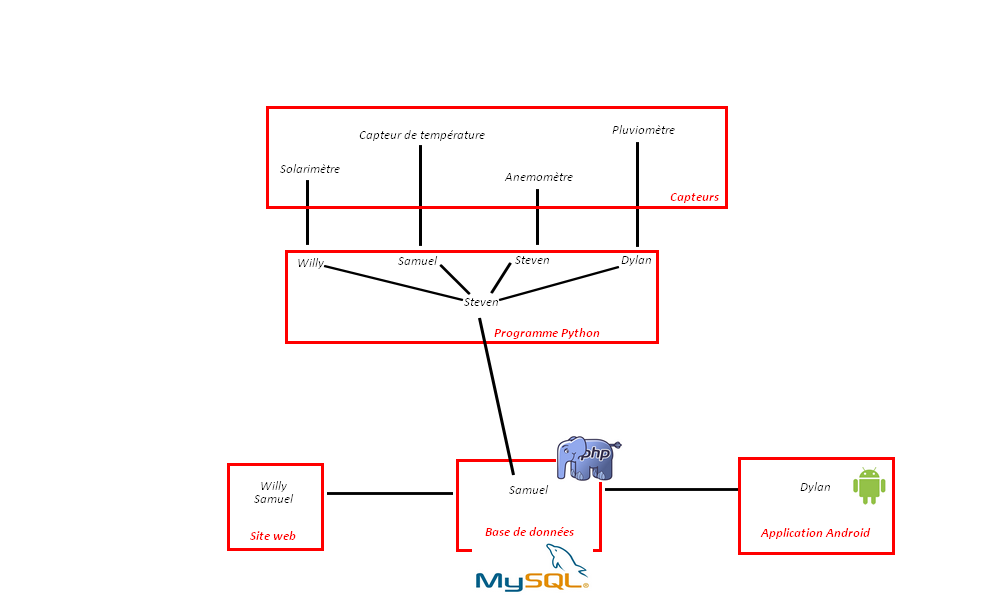 Capteur de température
Pluviomètre
Solarimètre
Anemomètre
Capteurs
Willy
Samuel
Steven
Dylan
Steven
Programme Python
php
Willy
Samuel
Site web
Samuel
Base de données
Dylan
Application Android
MySQL®